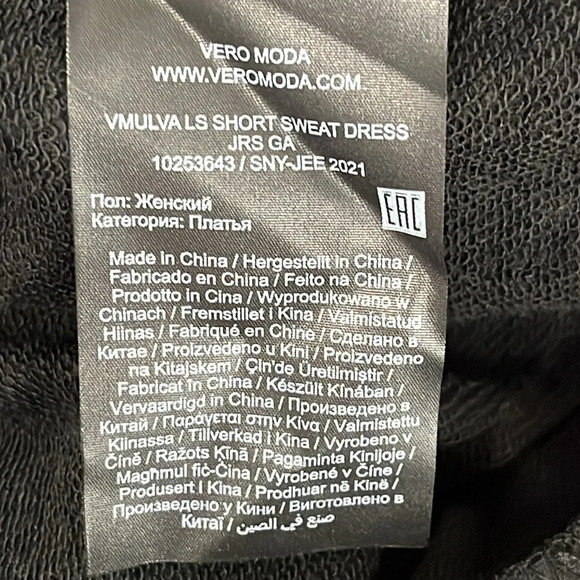 VERO MODA
WWW.VEROMODA.COM
VMULVA LS SHORT SWEAT DRESS
JRS GA
10253643 / SNY-JEE 2021
Пол: Женский
Категория: Платья
EAC
Made in China / Hergestellt in China /
Fabricado en China / Feito na China /
Prodotto in Cina / Wyprodukowano w
Chinach / Fremstillet i Kina / Valmistatud
Hiinas / Fabriqué en Chine / Сделано в
Китае / Proizvedeno u Kini / Proizvedeno
na Kitajskem / Çin'de Üretilmiştir /
Fabricat în China / Készült Kínában /
Vervaardigd in China / Произведено в
Китай / Παράγεται στην Κίνα / Valmistettu
Kiinassa / Tillverkad i Kina / Vyrobeno v
Číně / Ražots Ķīnā / Pagaminta Kinijoje /
Magħmul fiċ-Ċina / Vyrobené v Číne /
Produsert i Kina / Prodhuar në Kinë /
Произведено у Кини / Виготовлено в
Китаї / صنع في الصين